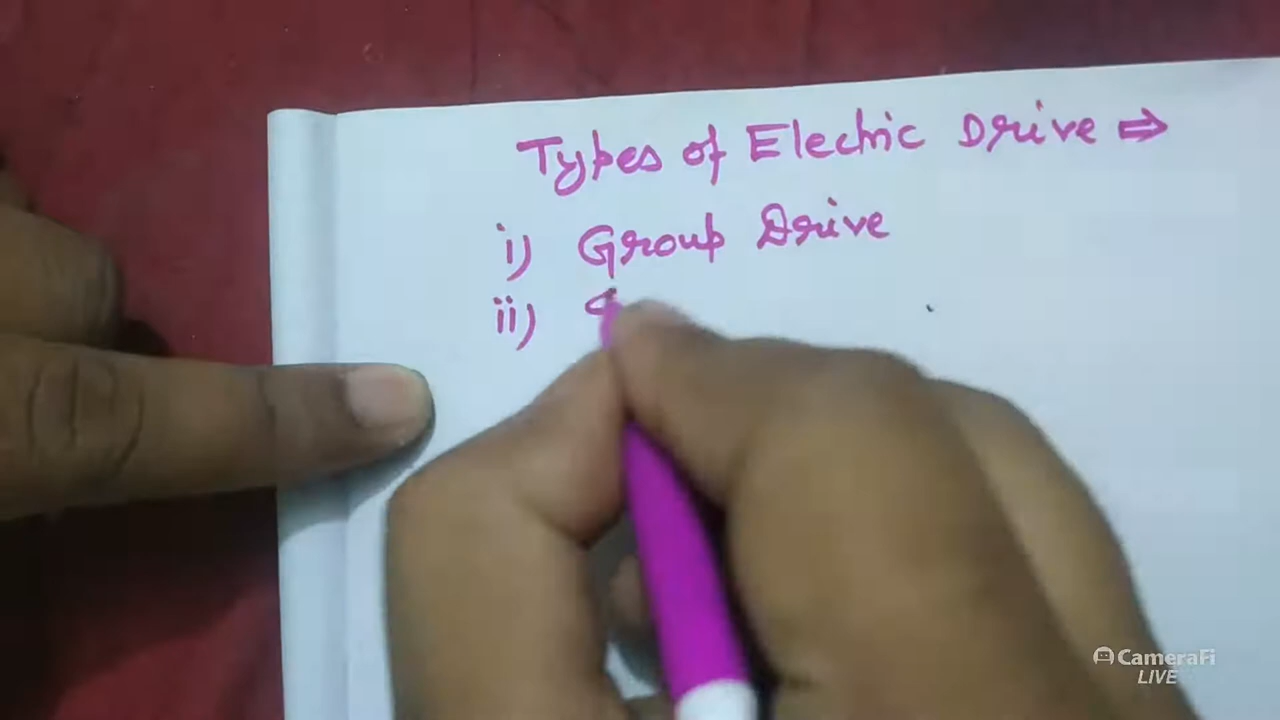 Types of Electric Drive ⇒
i) Group Drive
ii)
CameraFi
LIVE